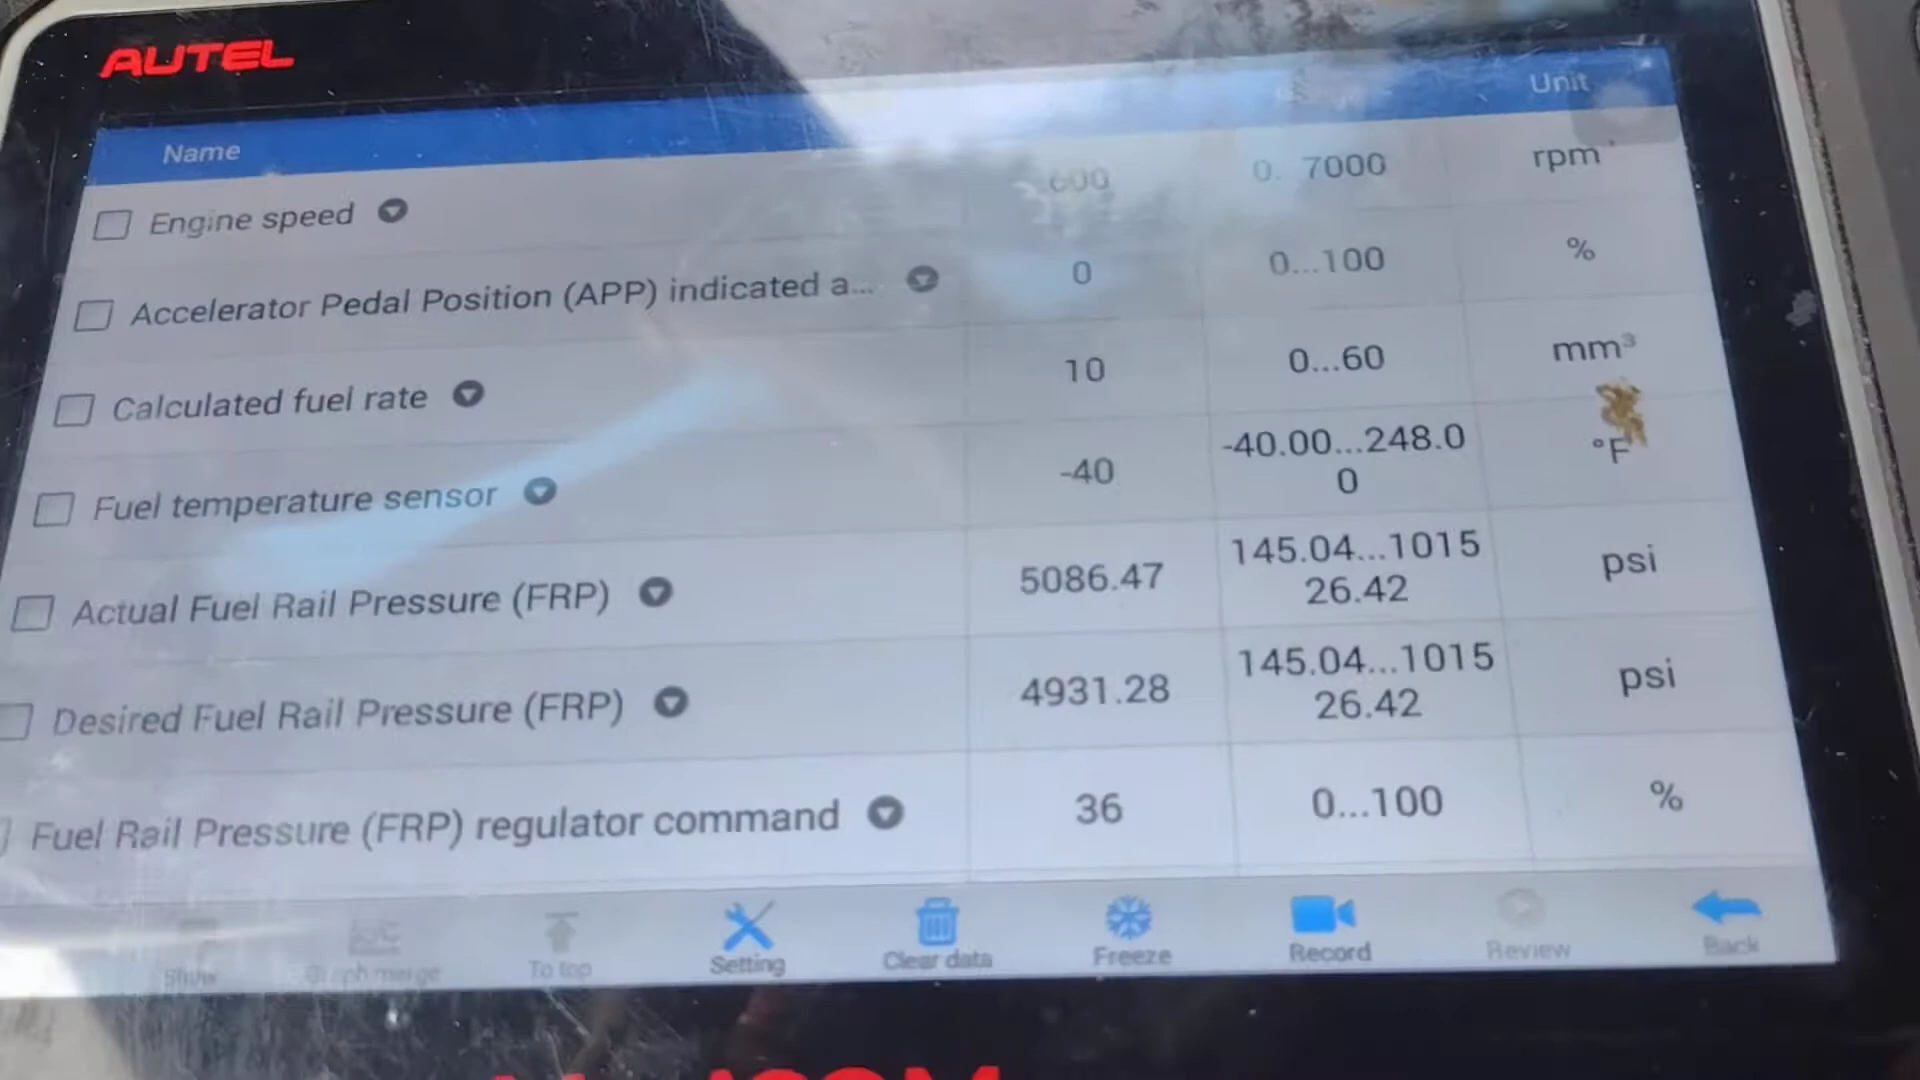 AUTEL
Name Unit
Engine speed 600 0. 7000 rpm
Accelerator Pedal Position (APP) indicated a... 0 0...100 %
Calculated fuel rate 10 0...60 mm³
Fuel temperature sensor -40 -40.00...248.0
0 °F
Actual Fuel Rail Pressure (FRP) 5086.47 145.04...1015
26.42 psi
Desired Fuel Rail Pressure (FRP) 4931.28 145.04...1015
26.42 psi
Fuel Rail Pressure (FRP) regulator command 36 0...100 %
Show Graph merge To top Setting Clear data Freeze Record Review Back